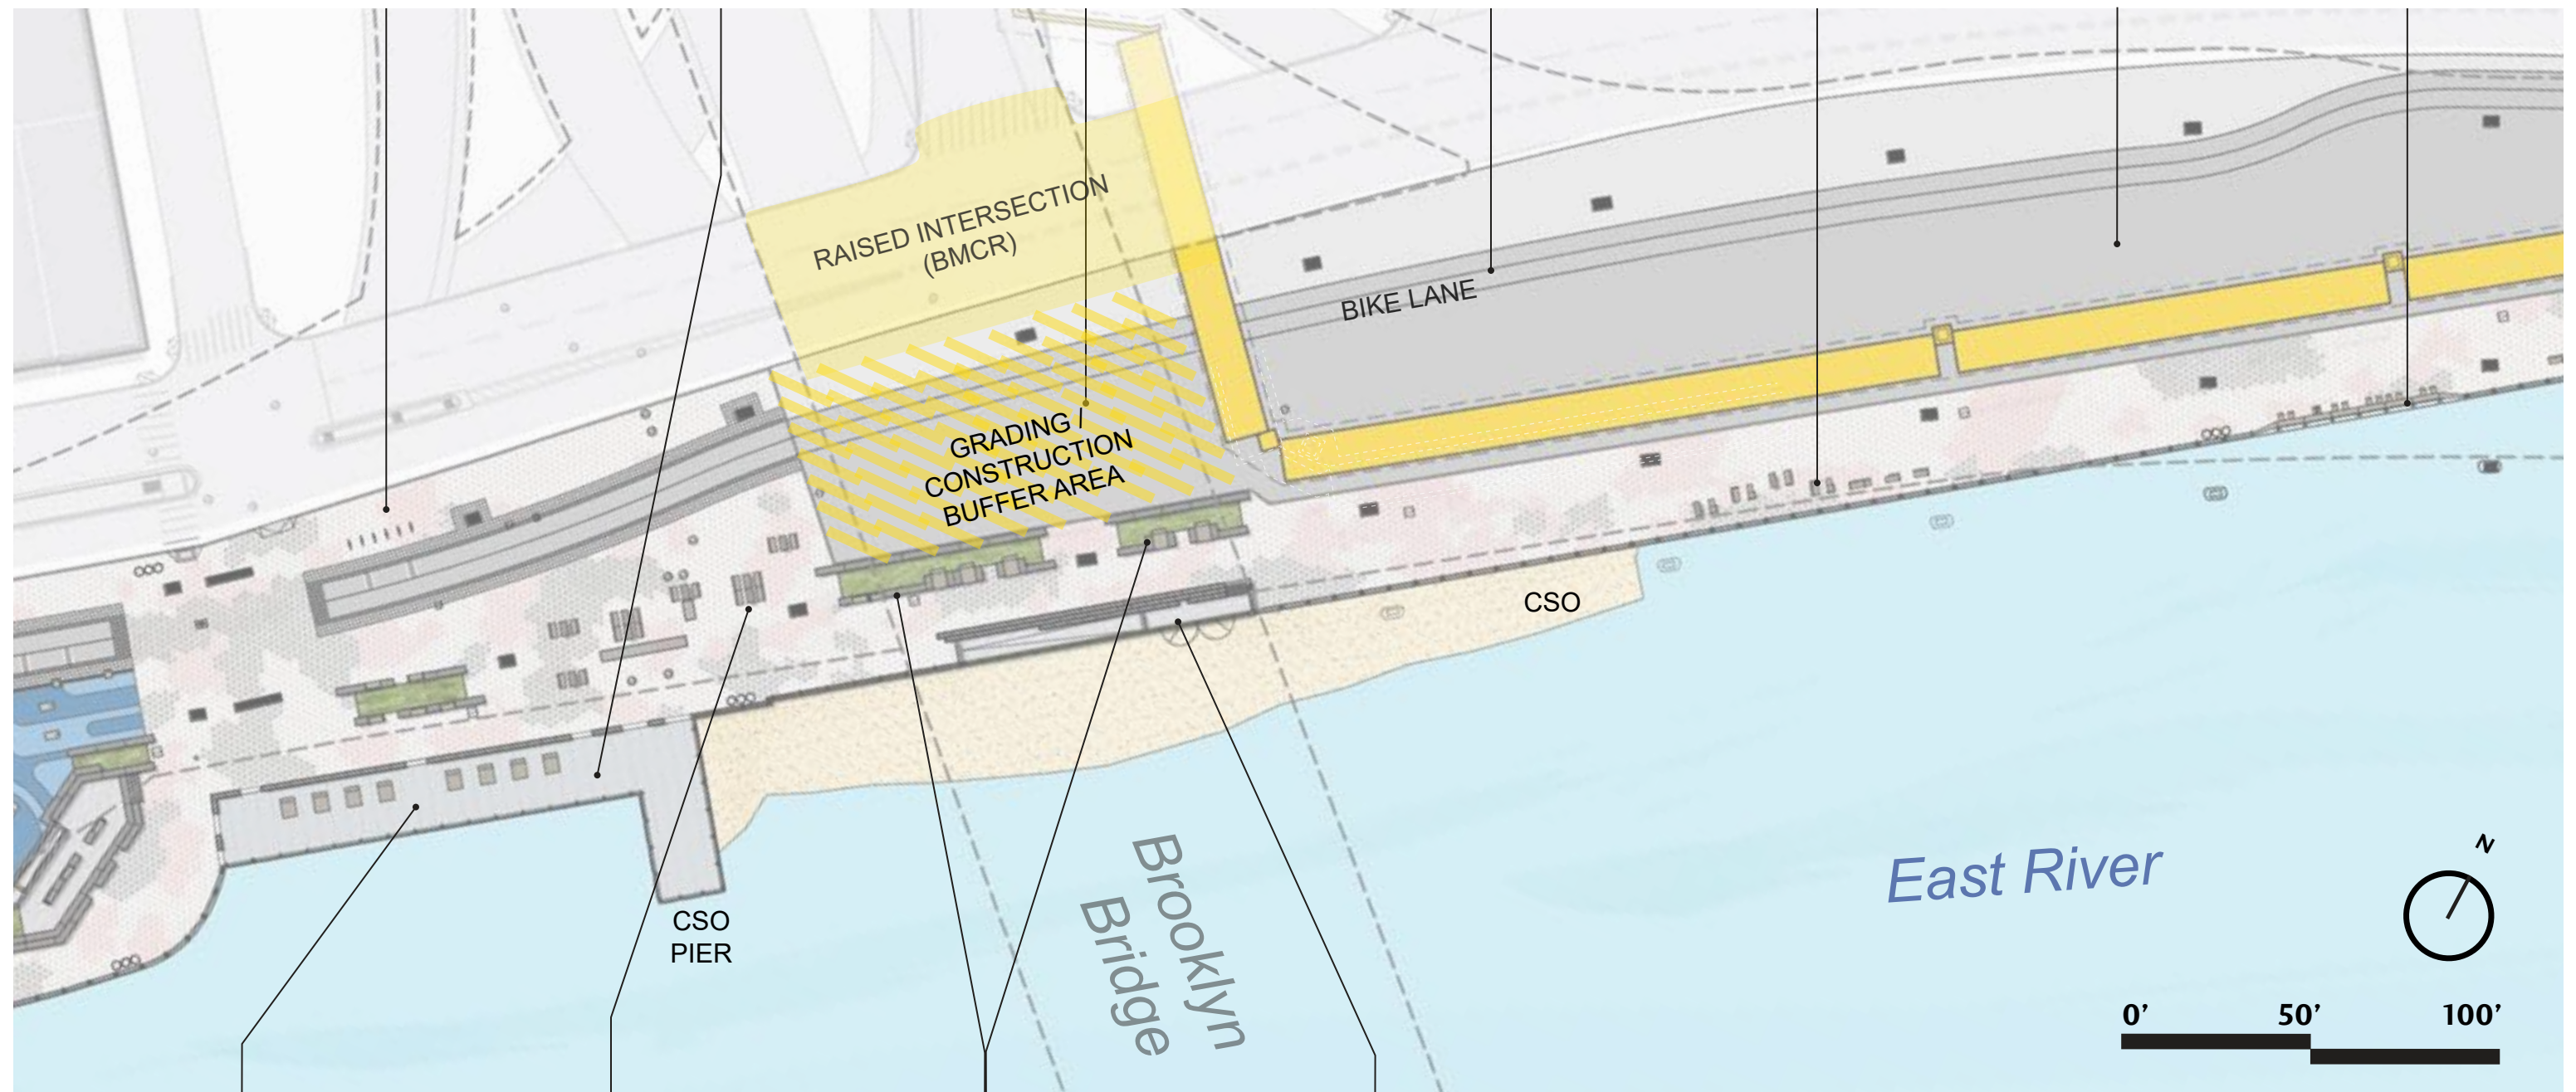 RAISED INTERSECTION
(BMCR)
BIKE LANE
GRADING /
CONSTRUCTION
BUFFER AREA
CSO
CSO
PIER
Brooklyn
Bridge
East River
N
0’ 50’ 100’